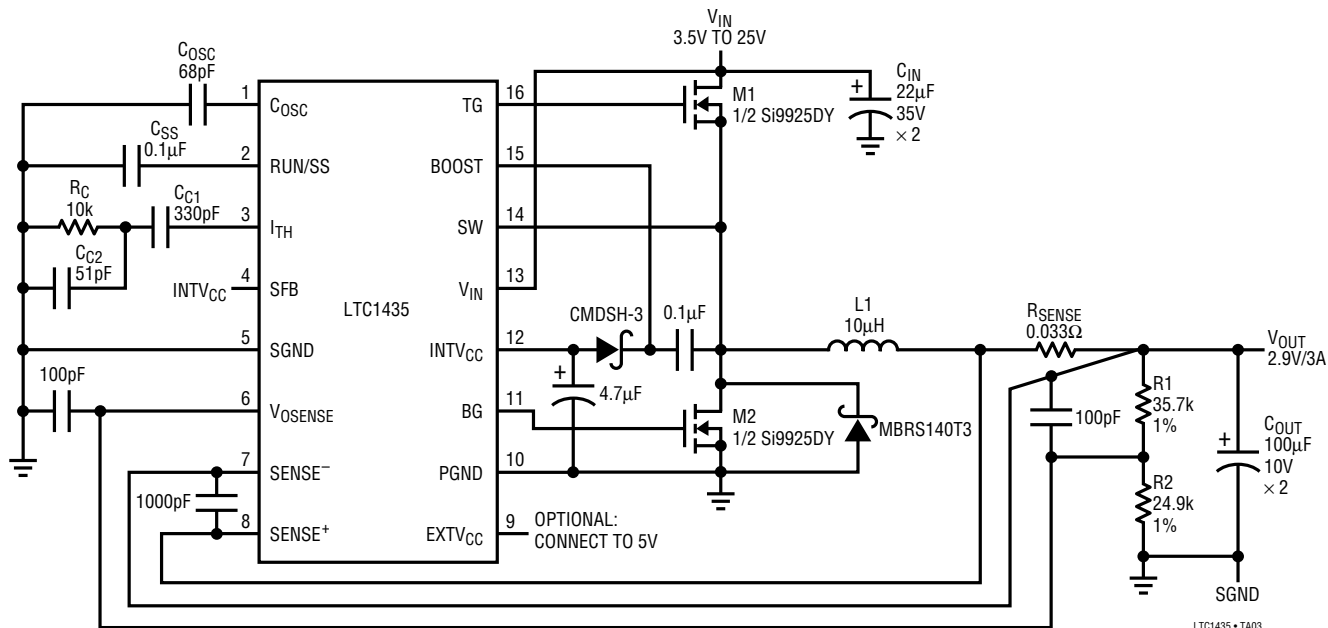 V_IN
3.5V TO 25V
C_OSC
68pF
1
C_OSC
TG
16
M1
1/2 Si9925DY
+
C_IN
22μF
35V
× 2
C_SS
0.1μF
2
RUN/SS
BOOST
15
R_C
10k
C_C1
330pF
3
I_TH
SW
14
C_C2
51pF
INTV_CC
4
SFB
V_IN
13
LTC1435
CMDSH-3
0.1μF
L1
10μH
R_SENSE
0.033Ω
V_OUT
2.9V/3A
5
SGND
INTV_CC
12
+
4.7μF
100pF
6
V_OSENSE
BG
11
M2
1/2 Si9925DY
MBRS140T3
100pF
R1
35.7k
1%
+
C_OUT
100μF
10V
× 2
7
SENSE⁻
PGND
10
1000pF
R2
24.9k
1%
8
SENSE⁺
EXTV_CC
9
OPTIONAL:
CONNECT TO 5V
SGND
LTC1435 • TA03